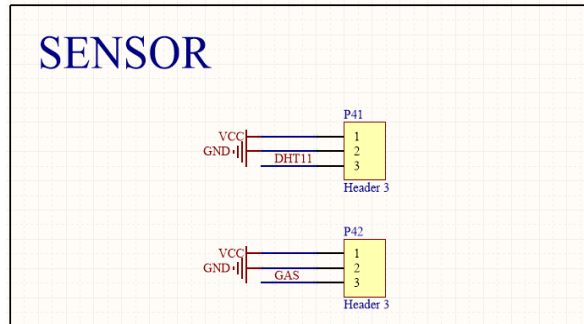 SENSOR
P41
VCC 1
GND 2
DHT11 3
Header 3
P42
VCC 1
GND 2
GAS 3
Header 3